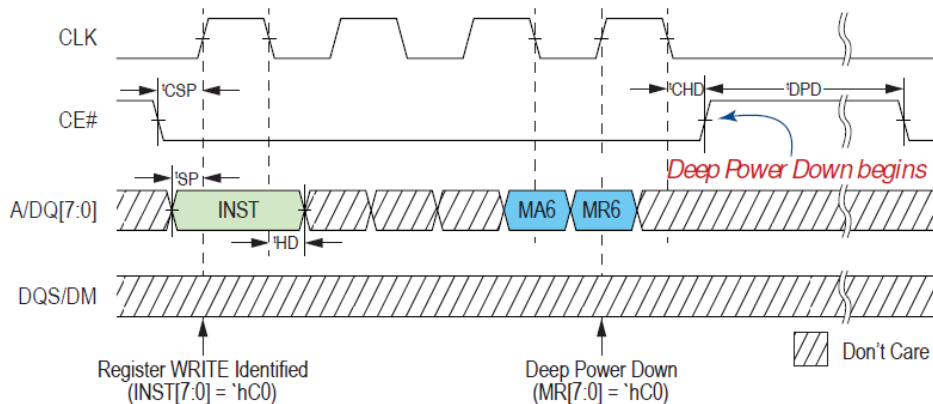 CLK
tCSP
tCHD
tDPD
CE#
Deep Power Down begins
tSP
A/DQ[7:0]
INST
MA6
MR6
tHD
DQS/DM
Don't Care
Register WRITE Identified
(INST[7:0] = `hC0)
Deep Power Down
(MR[7:0] = `hC0)